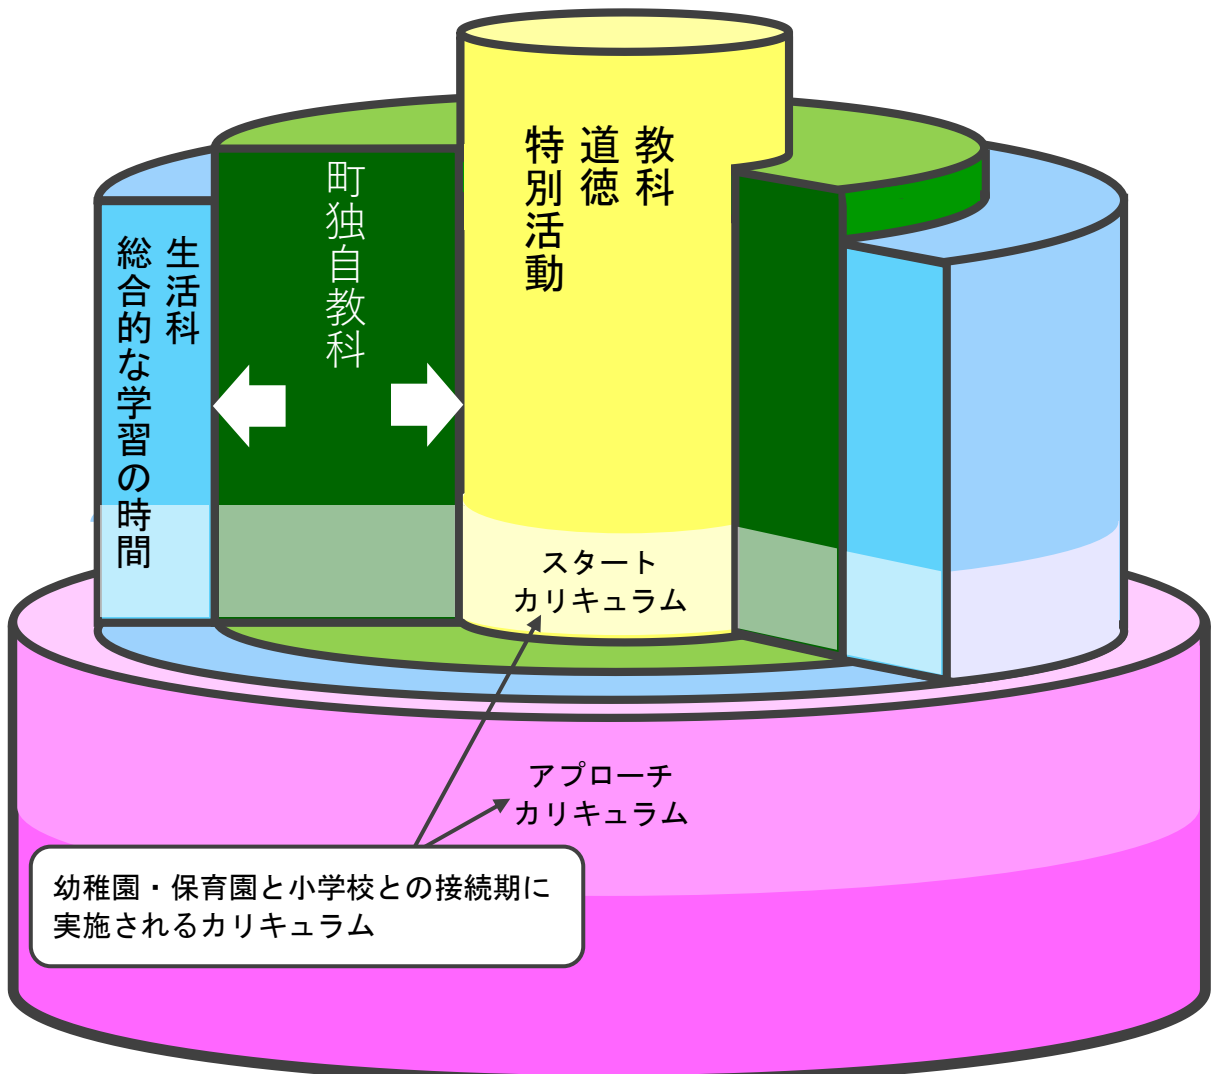 教科
道徳
特別活動
町独自教科
生活科
総合的な学習の時間
スタート
カリキュラム
アプローチ
カリキュラム
幼稚園・保育園と小学校との接続期に
実施されるカリキュラム